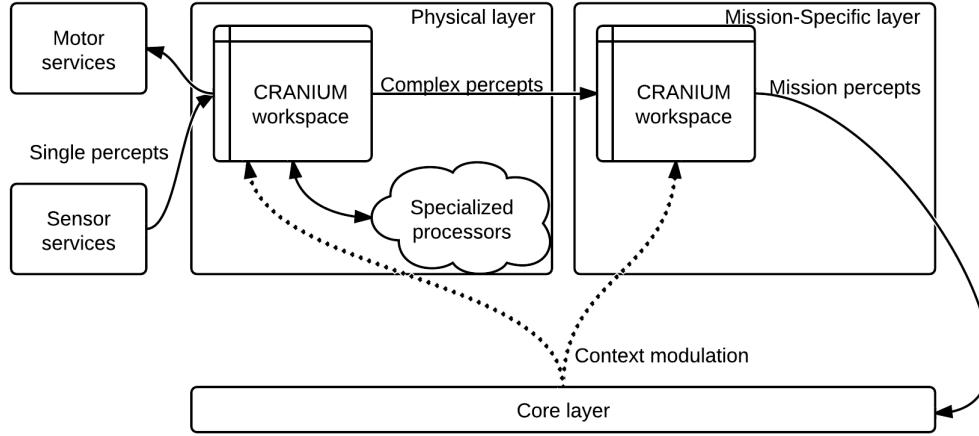 Physical layer
Mission-Specific layer
Motor
services
CRANIUM
workspace
Complex percepts
CRANIUM
workspace
Mission percepts
Single percepts
Sensor
services
Specialized
processors
Context modulation
Core layer